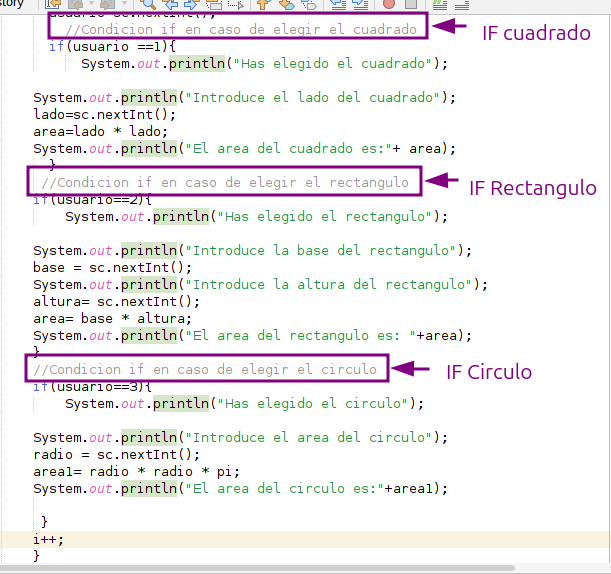 story
usuario sc.nextInt();
//Condicion if en caso de elegir el cuadrado
IF cuadrado
if(usuario ==1){
System.out.println("Has elegido el cuadrado");
System.out.println("Introduce el lado del cuadrado");
lado=sc.nextInt();
area=lado * lado;
System.out.println("El area del cuadrado es:"+ area);
}
//Condicion if en caso de elegir el rectangulo
IF Rectangulo
if(usuario==2){
System.out.println("Has elegido el rectangulo");
System.out.println("Introduce la base del rectangulo");
base = sc.nextInt();
System.out.println("Introduce la altura del rectangulo");
altura= sc.nextInt();
area= base * altura;
System.out.println("El area del rectangulo es: "+area);
}
//Condicion if en caso de elegir el circulo
IF Circulo
if(usuario==3){
System.out.println("Has elegido el circulo");
System.out.println("Introduce el area del circulo");
radio = sc.nextInt();
area1= radio * radio * pi;
System.out.println("El area del circulo es:"+area1);
}
i++;
}